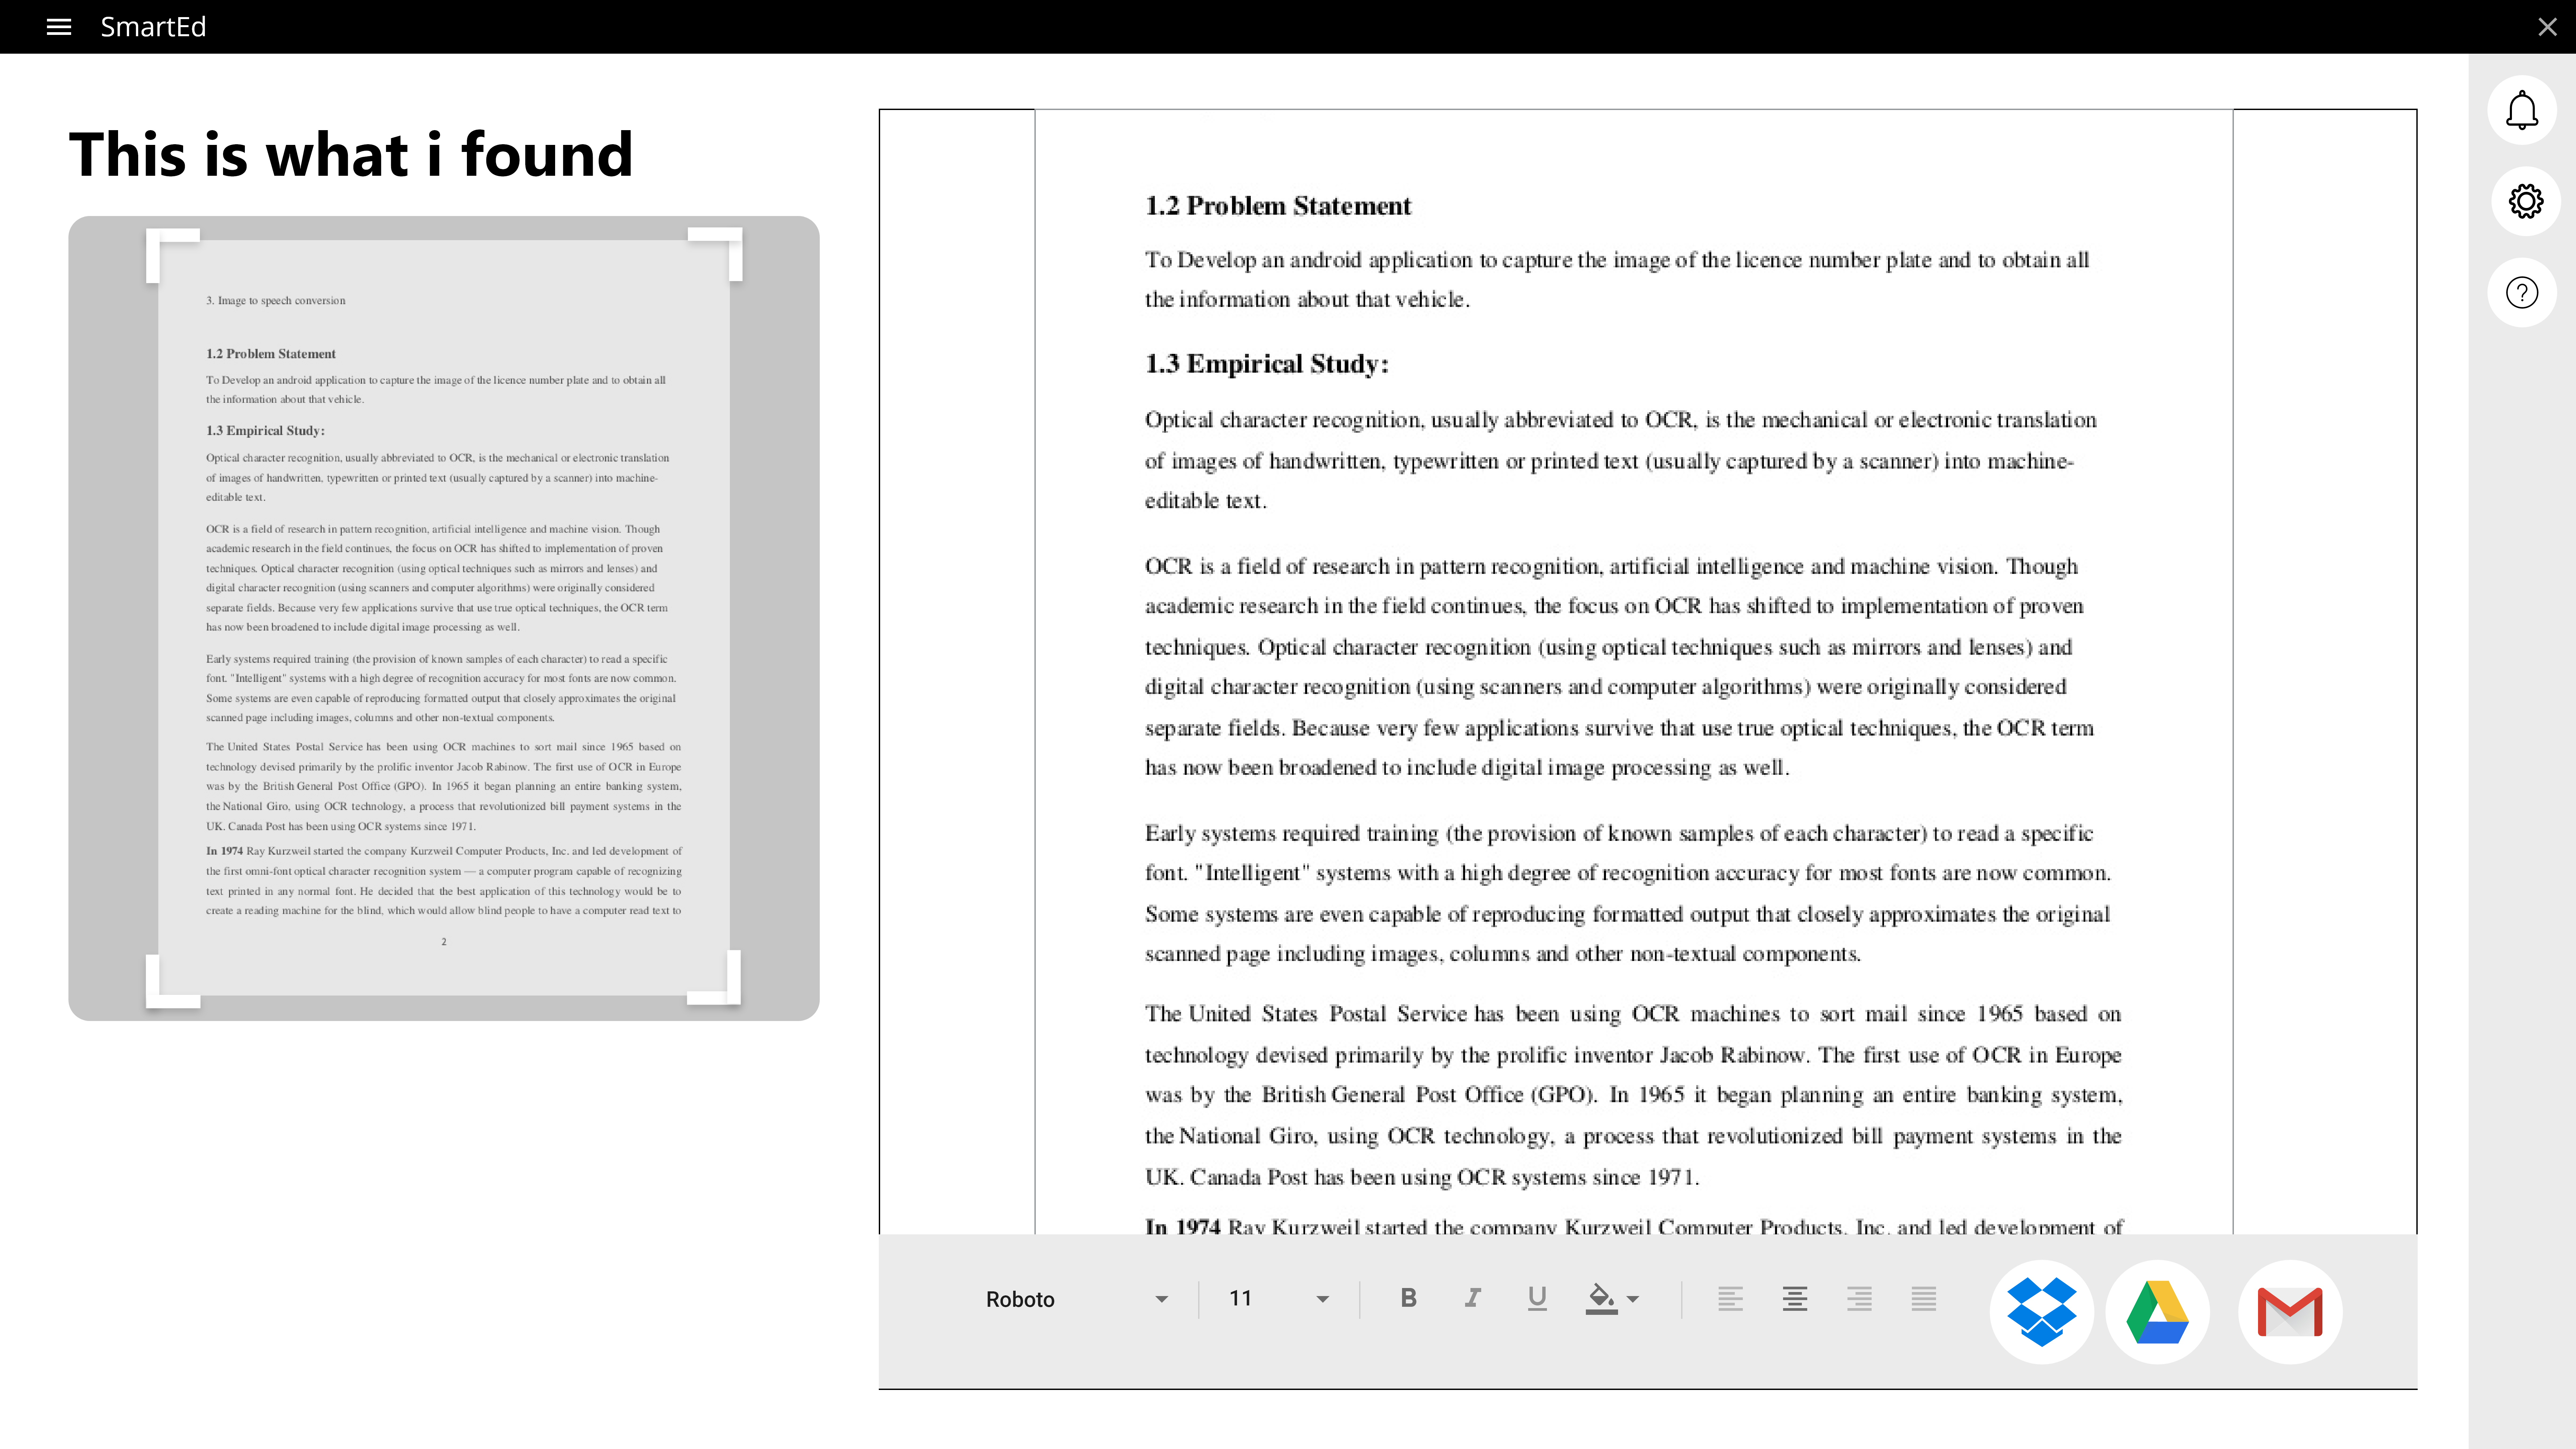 SmartEd
This is what i found
3. Image to speech conversion
1.2 Problem Statement
To Develop an android application to capture the image of the licence number plate and to obtain all
the information about that vehicle.
1.3 Empirical Study:
Optical character recognition, usually abbreviated to OCR, is the mechanical or electronic translation
of images of handwritten, typewritten or printed text (usually captured by a scanner) into machine-
editable text.
OCR is a field of research in pattern recognition, artificial intelligence and machine vision. Though
academic research in the field continues, the focus on OCR has shifted to implementation of proven
techniques. Optical character recognition (using optical techniques such as mirrors and lenses) and
digital character recognition (using scanners and computer algorithms) were originally considered
separate fields. Because very few applications survive that use true optical techniques, the OCR term
has now been broadened to include digital image processing as well.
Early systems required training (the provision of known samples of each character) to read a specific
font. "Intelligent" systems with a high degree of recognition accuracy for most fonts are now common.
Some systems are even capable of reproducing formatted output that closely approximates the original
scanned page including images, columns and other non-textual components.
The United States Postal Service has been using OCR machines to sort mail since 1965 based on
technology devised primarily by the prolific inventor Jacob Rabinow. The first use of OCR in Europe
was by the British General Post Office (GPO). In 1965 it began planning an entire banking system,
the National Giro, using OCR technology, a process that revolutionized bill payment systems in the
UK. Canada Post has been using OCR systems since 1971.
In 1974 Ray Kurzweil started the company Kurzweil Computer Products, Inc. and led development of
the first omni-font optical character recognition system — a computer program capable of recognizing
text printed in any normal font. He decided that the best application of this technology would be to
create a reading machine for the blind, which would allow blind people to have a computer read text to
2
1.2 Problem Statement
To Develop an android application to capture the image of the licence number plate and to obtain all
the information about that vehicle.
1.3 Empirical Study:
Optical character recognition, usually abbreviated to OCR, is the mechanical or electronic translation
of images of handwritten, typewritten or printed text (usually captured by a scanner) into machine-
editable text.
OCR is a field of research in pattern recognition, artificial intelligence and machine vision. Though
academic research in the field continues, the focus on OCR has shifted to implementation of proven
techniques. Optical character recognition (using optical techniques such as mirrors and lenses) and
digital character recognition (using scanners and computer algorithms) were originally considered
separate fields. Because very few applications survive that use true optical techniques, the OCR term
has now been broadened to include digital image processing as well.
Early systems required training (the provision of known samples of each character) to read a specific
font. "Intelligent" systems with a high degree of recognition accuracy for most fonts are now common.
Some systems are even capable of reproducing formatted output that closely approximates the original
scanned page including images, columns and other non-textual components.
The United States Postal Service has been using OCR machines to sort mail since 1965 based on
technology devised primarily by the prolific inventor Jacob Rabinow. The first use of OCR in Europe
was by the British General Post Office (GPO). In 1965 it began planning an entire banking system,
the National Giro, using OCR technology, a process that revolutionized bill payment systems in the
UK. Canada Post has been using OCR systems since 1971.
In 1974 Ray Kurzweil started the company Kurzweil Computer Products, Inc. and led development of
Roboto 11 B I U